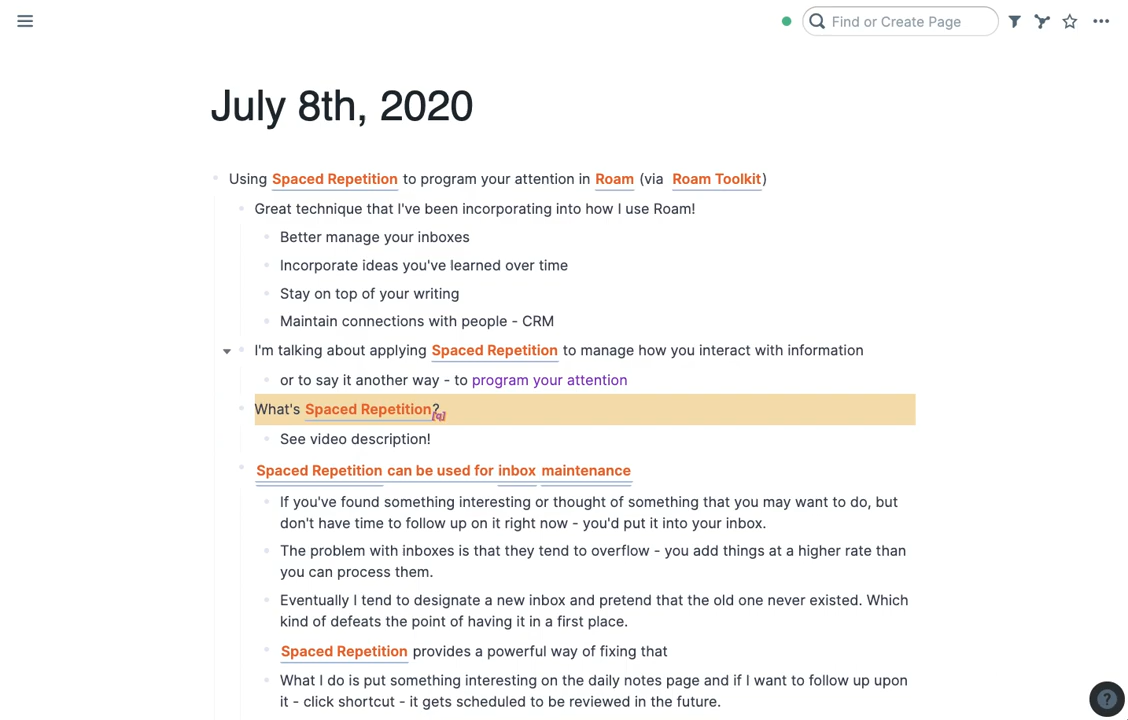 Find or Create Page
July 8th, 2020
Using Spaced Repetition to program your attention in Roam (via Roam Toolkit)
Great technique that I've been incorporating into how I use Roam!
Better manage your inboxes
Incorporate ideas you've learned over time
Stay on top of your writing
Maintain connections with people - CRM
I'm talking about applying Spaced Repetition to manage how you interact with information
or to say it another way - to program your attention
What's Spaced Repetition? [q]
See video description!
Spaced Repetition can be used for inbox maintenance
If you've found something interesting or thought of something that you may want to do, but
don't have time to follow up on it right now - you'd put it into your inbox.
The problem with inboxes is that they tend to overflow - you add things at a higher rate than
you can process them.
Eventually I tend to designate a new inbox and pretend that the old one never existed. Which
kind of defeats the point of having it in a first place.
Spaced Repetition provides a powerful way of fixing that
What I do is put something interesting on the daily notes page and if I want to follow up upon
it - click shortcut - it gets scheduled to be reviewed in the future.
?